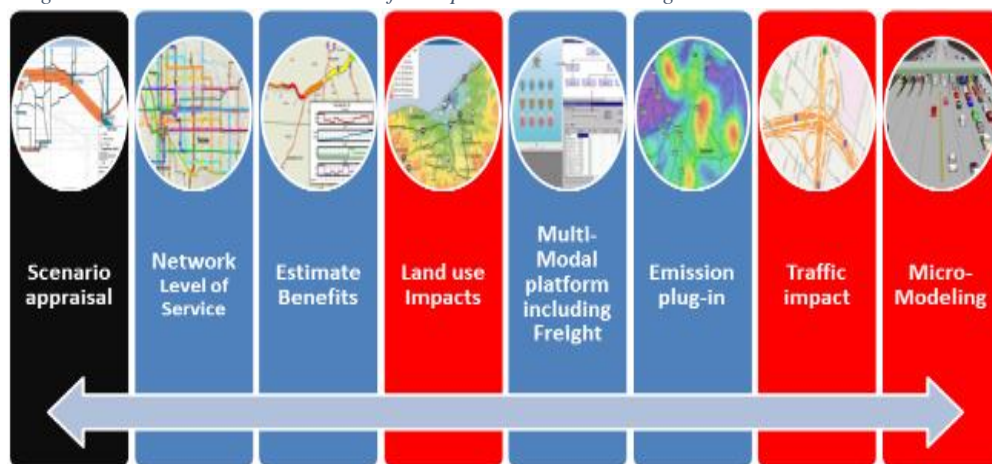 Scenario
appraisal
Network
Level of
Service
Estimate
Benefits
Land use
Impacts
Multi-
Modal
platform
including
Freight
Emission
plug-in
Traffic
impact
Micro-
Modeling